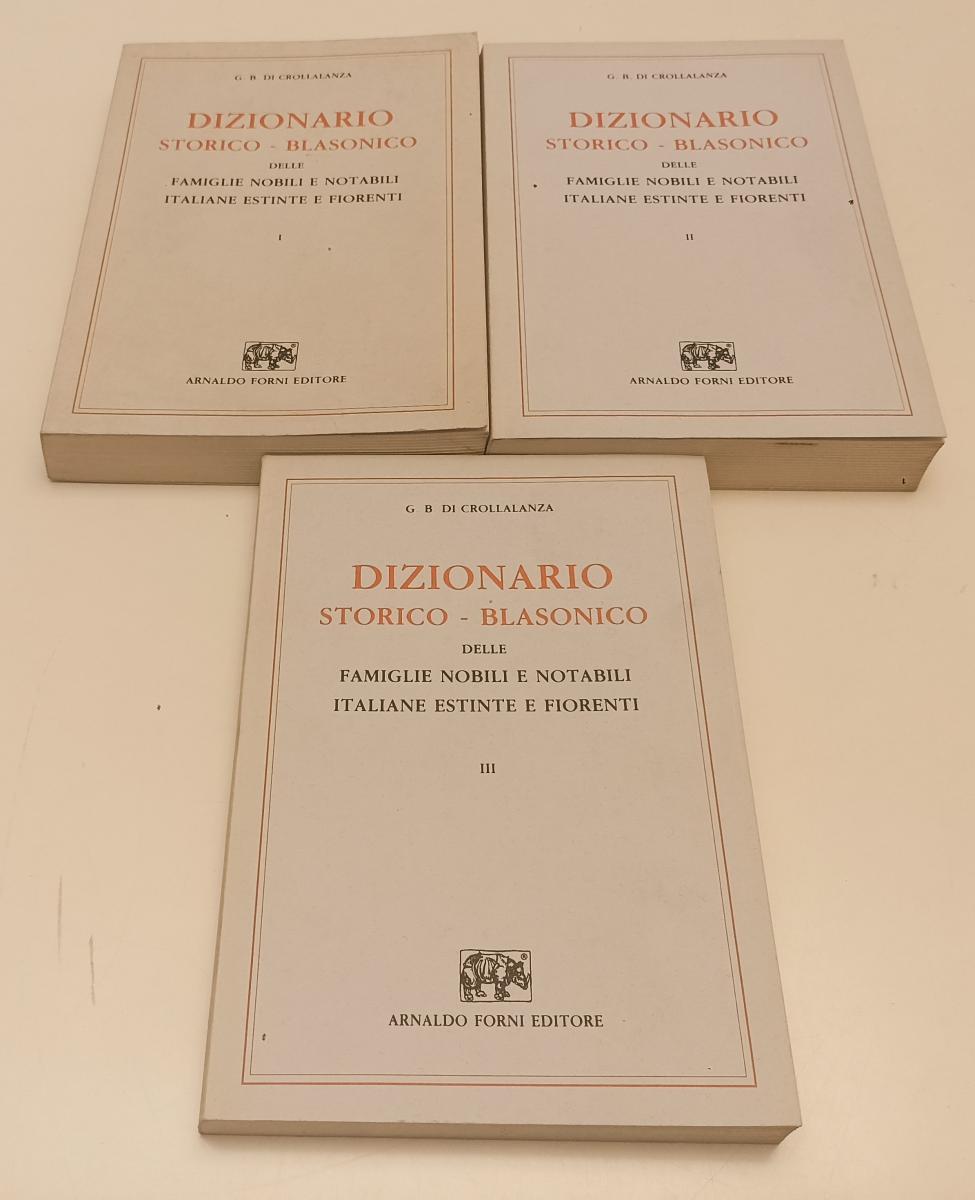 G. B. DI CROLLALANZA
DIZIONARIO
STORICO - BLASONICO
DELLE
FAMIGLIE NOBILI E NOTABILI
ITALIANE ESTINTE E FIORENTI
I
®
ARNALDO FORNI EDITORE
G. B. DI CROLLALANZA
DIZIONARIO
STORICO - BLASONICO
DELLE
FAMIGLIE NOBILI E NOTABILI
ITALIANE ESTINTE E FIORENTI
II
®
ARNALDO FORNI EDITORE
G B DI CROLLALANZA
DIZIONARIO
STORICO - BLASONICO
DELLE
FAMIGLIE NOBILI E NOTABILI
ITALIANE ESTINTE E FIORENTI
III
®
ARNALDO FORNI EDITORE